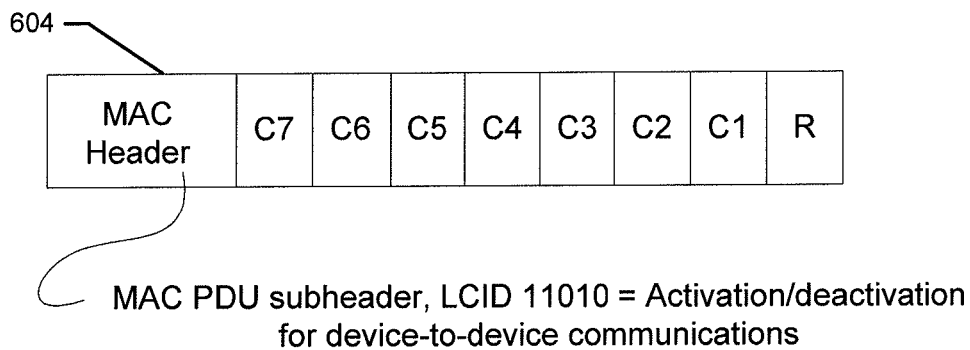 604
MAC
Header
C7 C6 C5 C4 C3 C2 C1 R
MAC PDU subheader, LCID 11010 = Activation/deactivation
for device-to-device communications